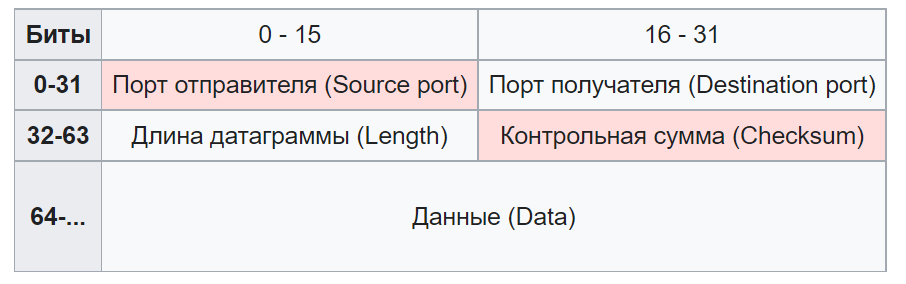 Биты 0 - 15 16 - 31
0-31 Порт отправителя (Source port) Порт получателя (Destination port)
32-63 Длина датаграммы (Length) Контрольная сумма (Checksum)
64-... Данные (Data)